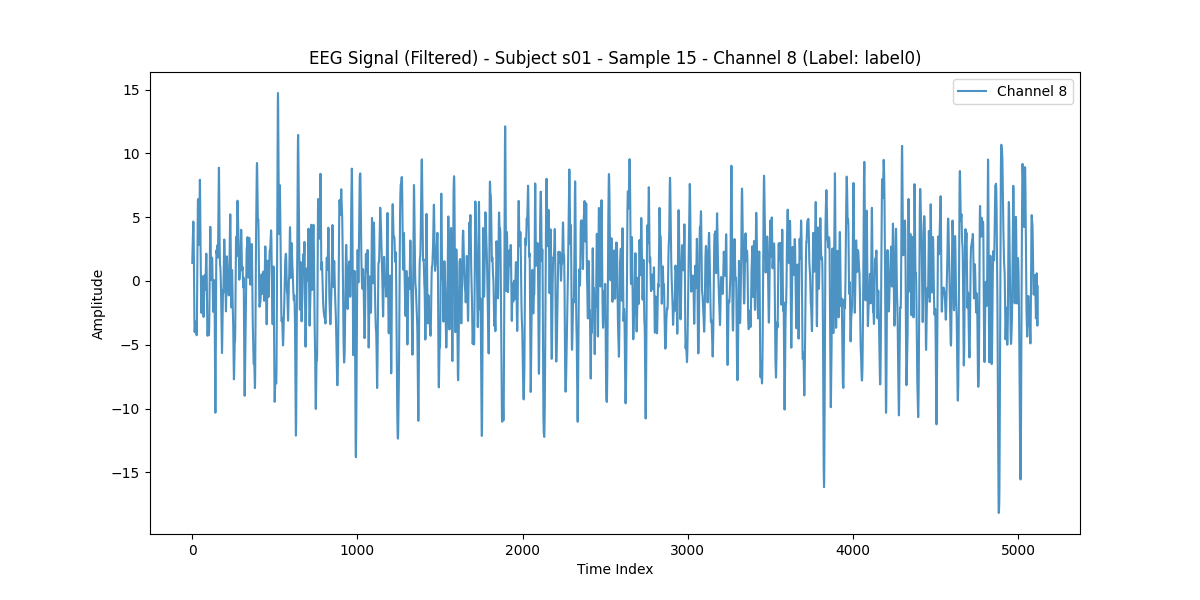 EEG Signal (Filtered) - Subject s01 - Sample 15 - Channel 8 (Label: label0)
Channel 8
15
10
5
0
−5
−10
−15
Amplitude
0 1000 2000 3000 4000 5000
Time Index